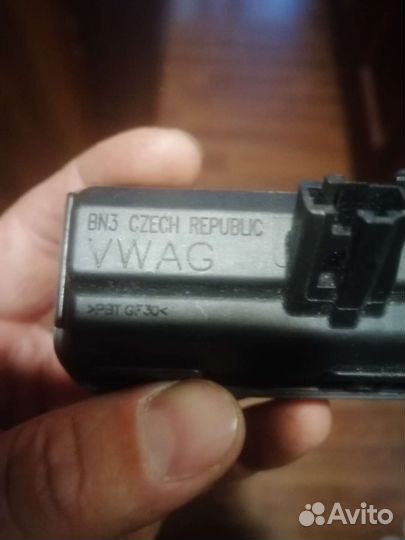 BN3 CZECH REPUBLIC
VWAG
>PBT GF30<
Avito